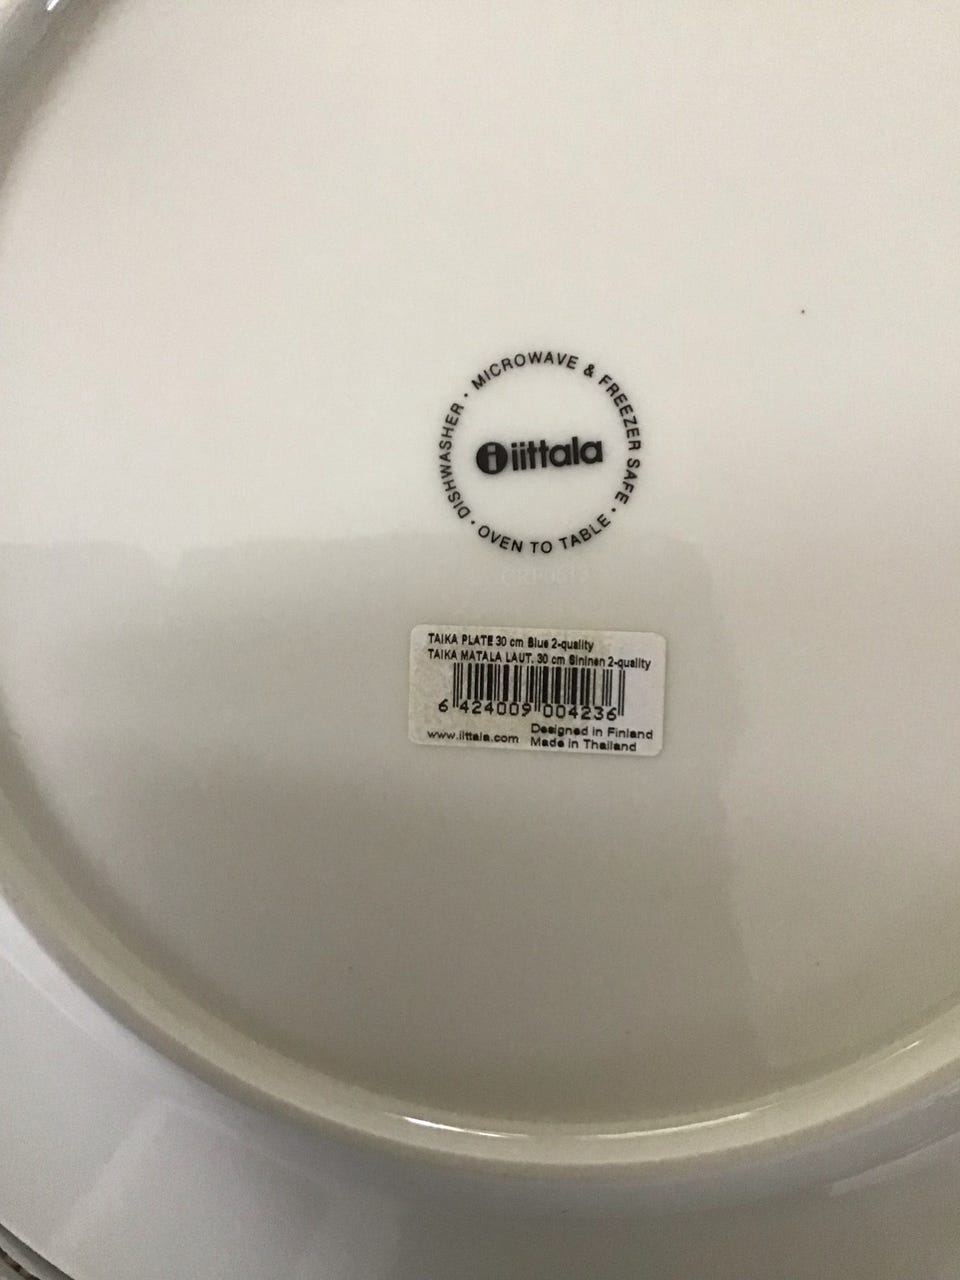 DISHWASHER • MICROWAVE & FREEZER SAFE • OVEN TO TABLE •
i iittala
TAIKA PLATE 30 cm Blue 2-quality
TAIKA MATALA LAUT. 30 cm Sininen 2-quality
6 424009 004236
www.iittala.com Designed in Finland
Made in Thailand